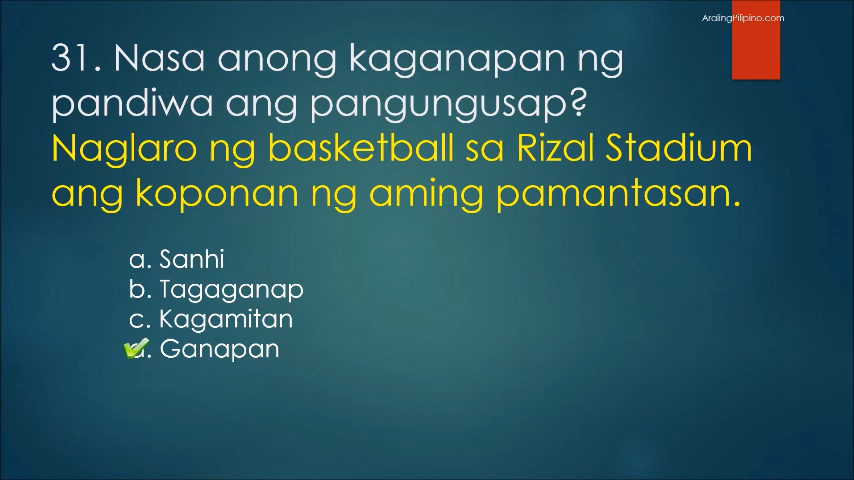 AralingPilipino.com
31. Nasa anong kaganapan ng
pandiwa ang pangungusap?
Naglaro ng basketball sa Rizal Stadium
ang koponan ng aming pamantasan.
a. Sanhi
b. Tagaganap
c. Kagamitan
d. Ganapan